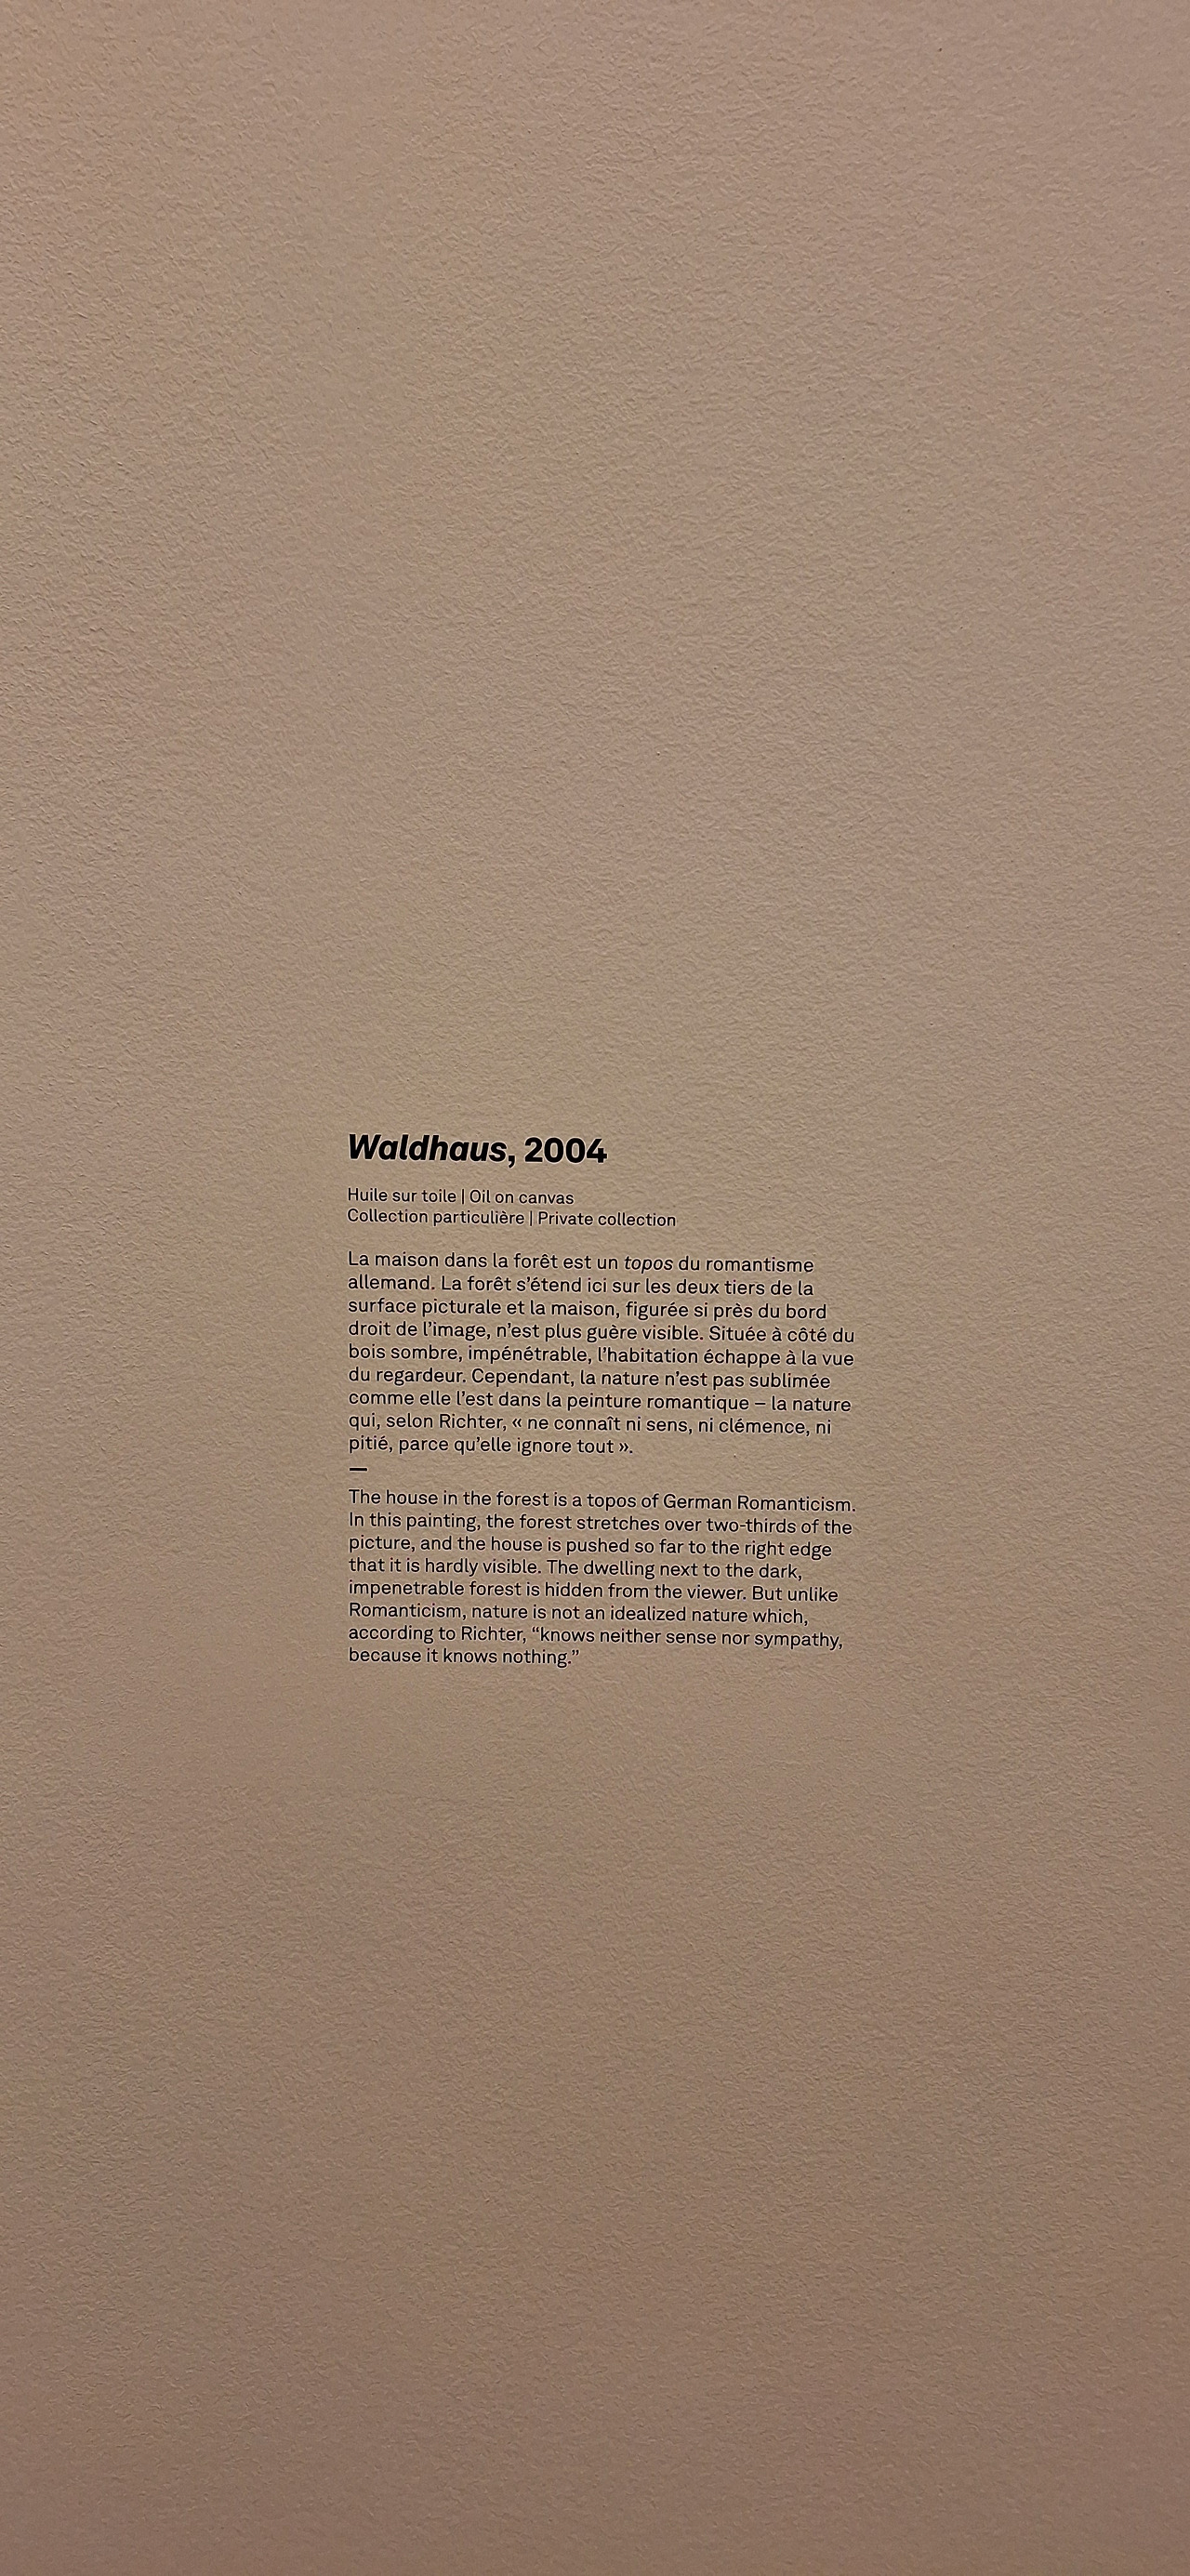 Waldhaus, 2004
Huile sur toile | Oil on canvas
Collection particulière | Private collection
La maison dans la forêt est un topos du romantisme
allemand. La forêt s’étend ici sur les deux tiers de la
surface picturale et la maison, figurée si près du bord
droit de l’image, n’est plus guère visible. Située à côté du
bois sombre, impénétrable, l’habitation échappe à la vue
du regardeur. Cependant, la nature n’est pas sublimée
comme elle l’est dans la peinture romantique – la nature
qui, selon Richter, « ne connaît ni sens, ni clémence, ni
pitié, parce qu’elle ignore tout ».
—
The house in the forest is a topos of German Romanticism.
In this painting, the forest stretches over two-thirds of the
picture, and the house is pushed so far to the right edge
that it is hardly visible. The dwelling next to the dark,
impenetrable forest is hidden from the viewer. But unlike
Romanticism, nature is not an idealized nature which,
according to Richter, “knows neither sense nor sympathy,
because it knows nothing.”